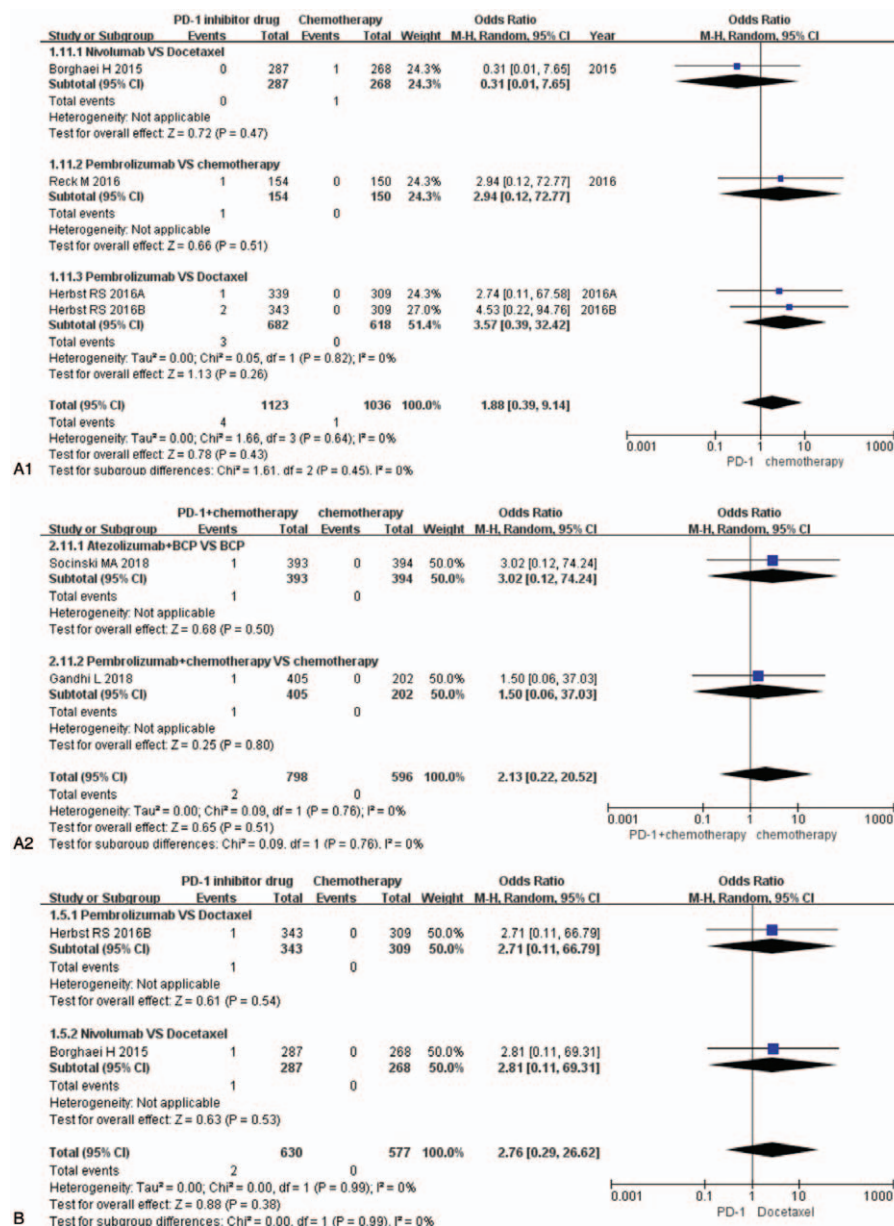 PD-1 inhibitor drug Chemotherapy Odds Ratio Odds Ratio
Study or Subgroup Events Total Events Total Weight M-H, Random, 95% CI Year M-H, Random, 95% CI
1.11.1 Nivolumab VS Docetaxel
Borghaei H 2015 0 287 1 268 24.3% 0.31 [0.01, 7.65] 2015
Subtotal (95% CI) 287 268 24.3% 0.31 [0.01, 7.65]
Total events 0 1
Heterogeneity: Not applicable
Test for overall effect: Z = 0.72 (P = 0.47)
1.11.2 Pembrolizumab VS chemotherapy
Reck M 2016 1 154 0 150 24.3% 2.94 [0.12, 72.77] 2016
Subtotal (95% CI) 154 150 24.3% 2.94 [0.12, 72.77]
Total events 1 0
Heterogeneity: Not applicable
Test for overall effect: Z = 0.66 (P = 0.51)
1.11.3 Pembrolizumab VS Doctaxel
Herbst RS 2016A 1 339 0 309 24.3% 2.74 [0.11, 67.58] 2016A
Herbst RS 2016B 2 343 0 309 27.0% 4.53 [0.22, 94.76] 2016B
Subtotal (95% CI) 682 618 51.4% 3.57 [0.39, 32.42]
Total events 3 0
Heterogeneity: Tau² = 0.00; Chi² = 0.05, df = 1 (P = 0.82); I² = 0%
Test for overall effect: Z = 1.13 (P = 0.26)
Total (95% CI) 1123 1036 100.0% 1.88 [0.39, 9.14]
Total events 4 1
Heterogeneity: Tau² = 0.00; Chi² = 1.66, df = 3 (P = 0.64); I² = 0%
Test for overall effect: Z = 0.78 (P = 0.43)
Test for subgroup differences: Chi² = 1.61, df = 2 (P = 0.45), I² = 0%
0.001 0.1 1 10 1000
PD-1 chemotherapy
A1
PD-1+chemotherapy chemotherapy Odds Ratio Odds Ratio
Study or Subgroup Events Total Events Total Weight M-H, Random, 95% CI M-H, Random, 95% CI
2.11.1 Atezolizumab+BCP VS BCP
Socinski MA 2018 1 393 0 394 50.0% 3.02 [0.12, 74.24]
Subtotal (95% CI) 393 394 50.0% 3.02 [0.12, 74.24]
Total events 1 0
Heterogeneity: Not applicable
Test for overall effect: Z = 0.68 (P = 0.50)
2.11.2 Pembrolizumab+chemotherapy VS chemotherapy
Gandhi L 2018 1 405 0 202 50.0% 1.50 [0.06, 37.03]
Subtotal (95% CI) 405 202 50.0% 1.50 [0.06, 37.03]
Total events 1 0
Heterogeneity: Not applicable
Test for overall effect: Z = 0.25 (P = 0.80)
Total (95% CI) 798 596 100.0% 2.13 [0.22, 20.52]
Total events 2 0
Heterogeneity: Tau² = 0.00; Chi² = 0.09, df = 1 (P = 0.76); I² = 0%
Test for overall effect: Z = 0.65 (P = 0.51)
Test for subgroup differences: Chi² = 0.09, df = 1 (P = 0.76), I² = 0%
0.001 0.1 1 10 1000
PD-1+chemotherapy chemotherapy
A2
PD-1 inhibitor drug Chemotherapy Odds Ratio Odds Ratio
Study or Subgroup Events Total Events Total Weight M-H, Random, 95% CI M-H, Random, 95% CI
1.5.1 Pembrolizumab VS Doctaxel
Herbst RS 2016B 1 343 0 309 50.0% 2.71 [0.11, 66.79]
Subtotal (95% CI) 343 309 50.0% 2.71 [0.11, 66.79]
Total events 1 0
Heterogeneity: Not applicable
Test for overall effect: Z = 0.61 (P = 0.54)
1.5.2 Nivolumab VS Docetaxel
Borghaei H 2015 1 287 0 268 50.0% 2.81 [0.11, 69.31]
Subtotal (95% CI) 287 268 50.0% 2.81 [0.11, 69.31]
Total events 1 0
Heterogeneity: Not applicable
Test for overall effect: Z = 0.63 (P = 0.53)
Total (95% CI) 630 577 100.0% 2.76 [0.29, 26.62]
Total events 2 0
Heterogeneity: Tau² = 0.00; Chi² = 0.00, df = 1 (P = 0.99); I² = 0%
Test for overall effect: Z = 0.88 (P = 0.38)
Test for subgroup differences: Chi² = 0.00, df = 1 (P = 0.99), I² = 0%
0.001 0.1 1 10 1000
PD-1 Docetaxel
B